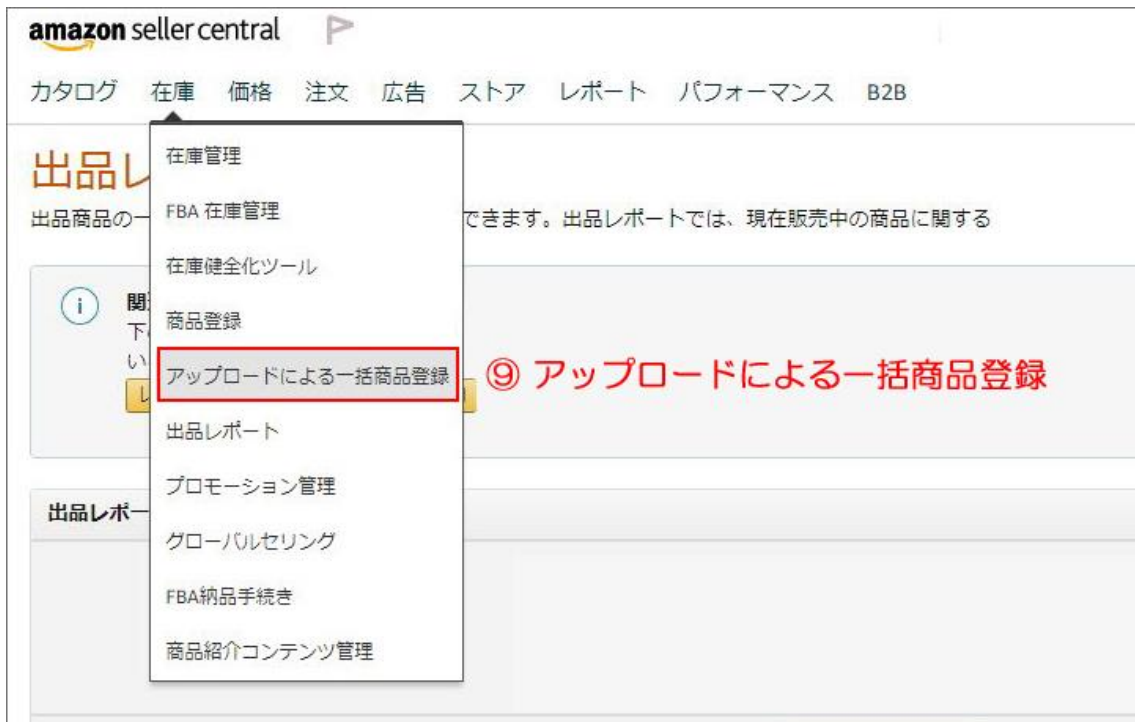 amazon seller central
カタログ 在庫 価格 注文 広告 ストア レポート パフォーマンス B2B
出品レ
出品商品の一
できます。出品レポートでは、現在販売中の商品に関する
在庫管理
FBA 在庫管理
在庫健全化ツール
商品登録
アップロードによる一括商品登録
⑨ アップロードによる一括商品登録
出品レポート
プロモーション管理
グローバルセリング
FBA納品手続き
商品紹介コンテンツ管理
下
い
出品レポー